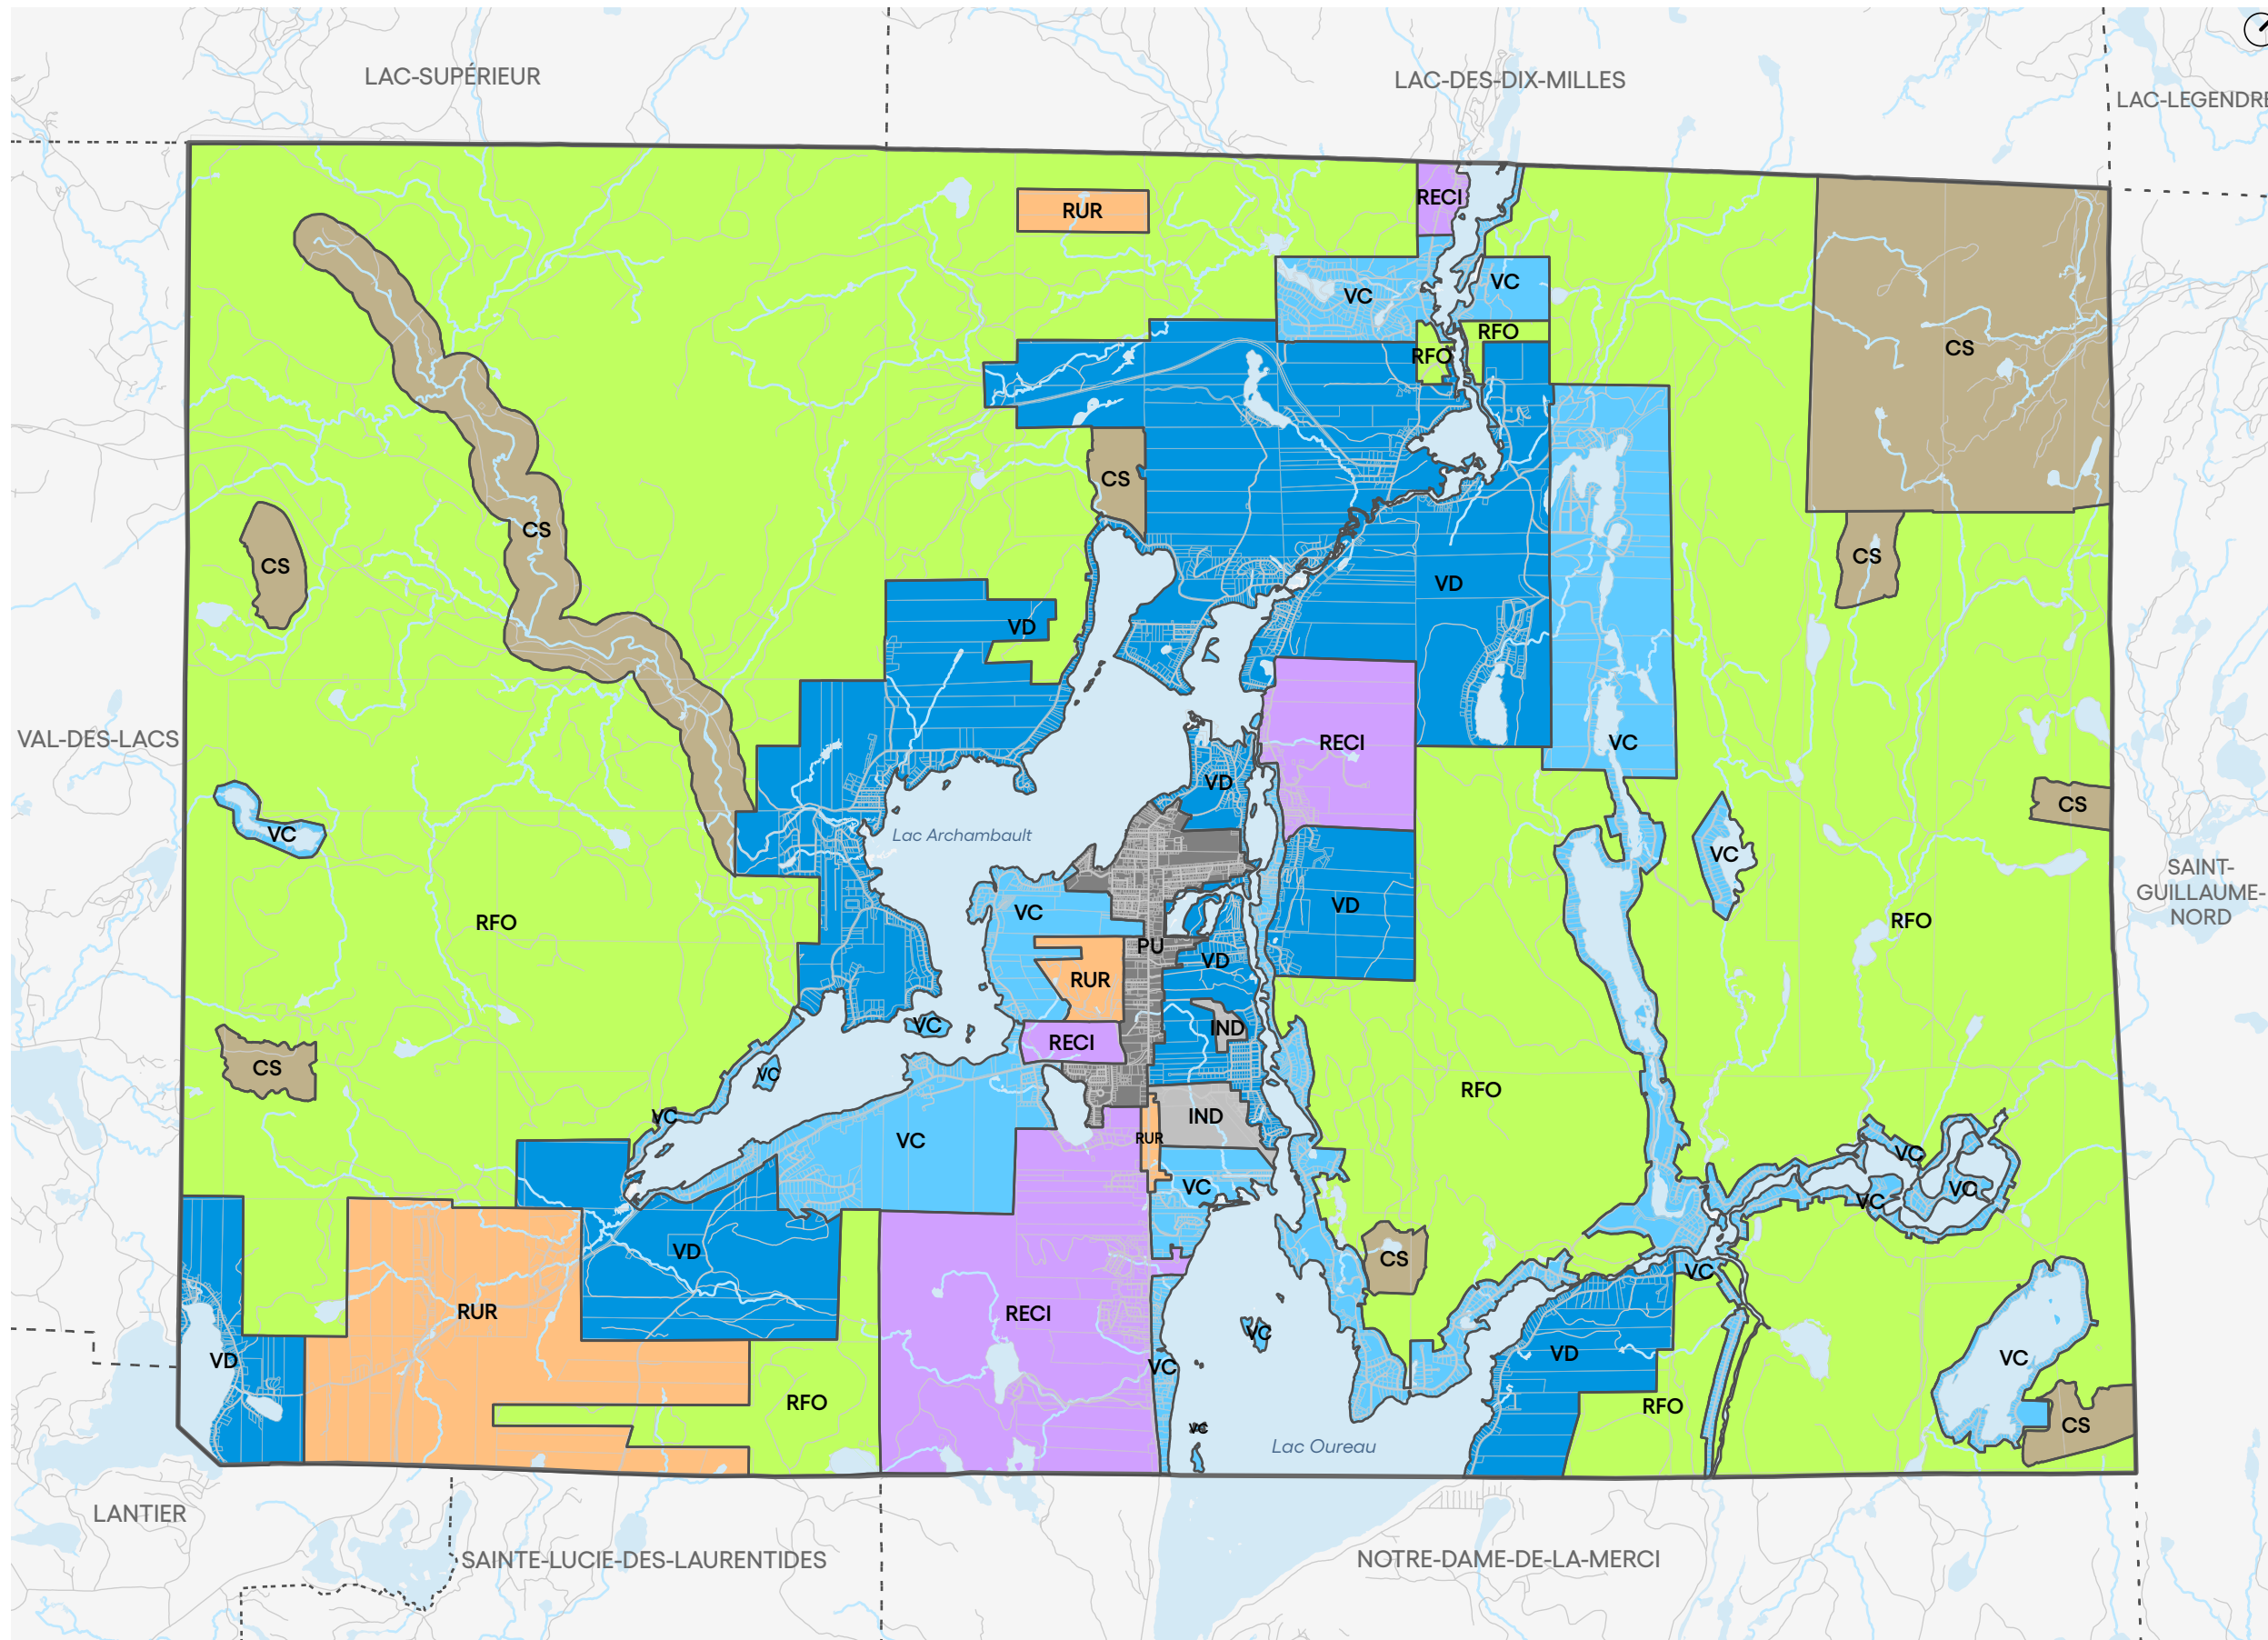 LAC-SUPÉRIEUR
LAC-DES-DIX-MILLES
LAC-LEGENDRE
RECI
RUR
VC
VC
RFO
CS
RFO
CS
CS
CS
CS
VD
VD
VAL-DES-LACS
RECI
VC
VD
CS
VC
Lac Archambault
VC
SAINT-
GUILLAUME-
NORD
VD
VC
RFO
RFO
PU
VD
RUR
VC
IND
RECI
CS
VC
RFO
VC
IND
RUR
VC
VC
VC
VC
VC
VD
CS
VC
RUR
RECI
VC
VD
VC
VD
VC
RFO
RFO
CS
VC
Lac Oureau
LANTIER
SAINTE-LUCIE-DES-LAURENTIDES
NOTRE-DAME-DE-LA-MERCI